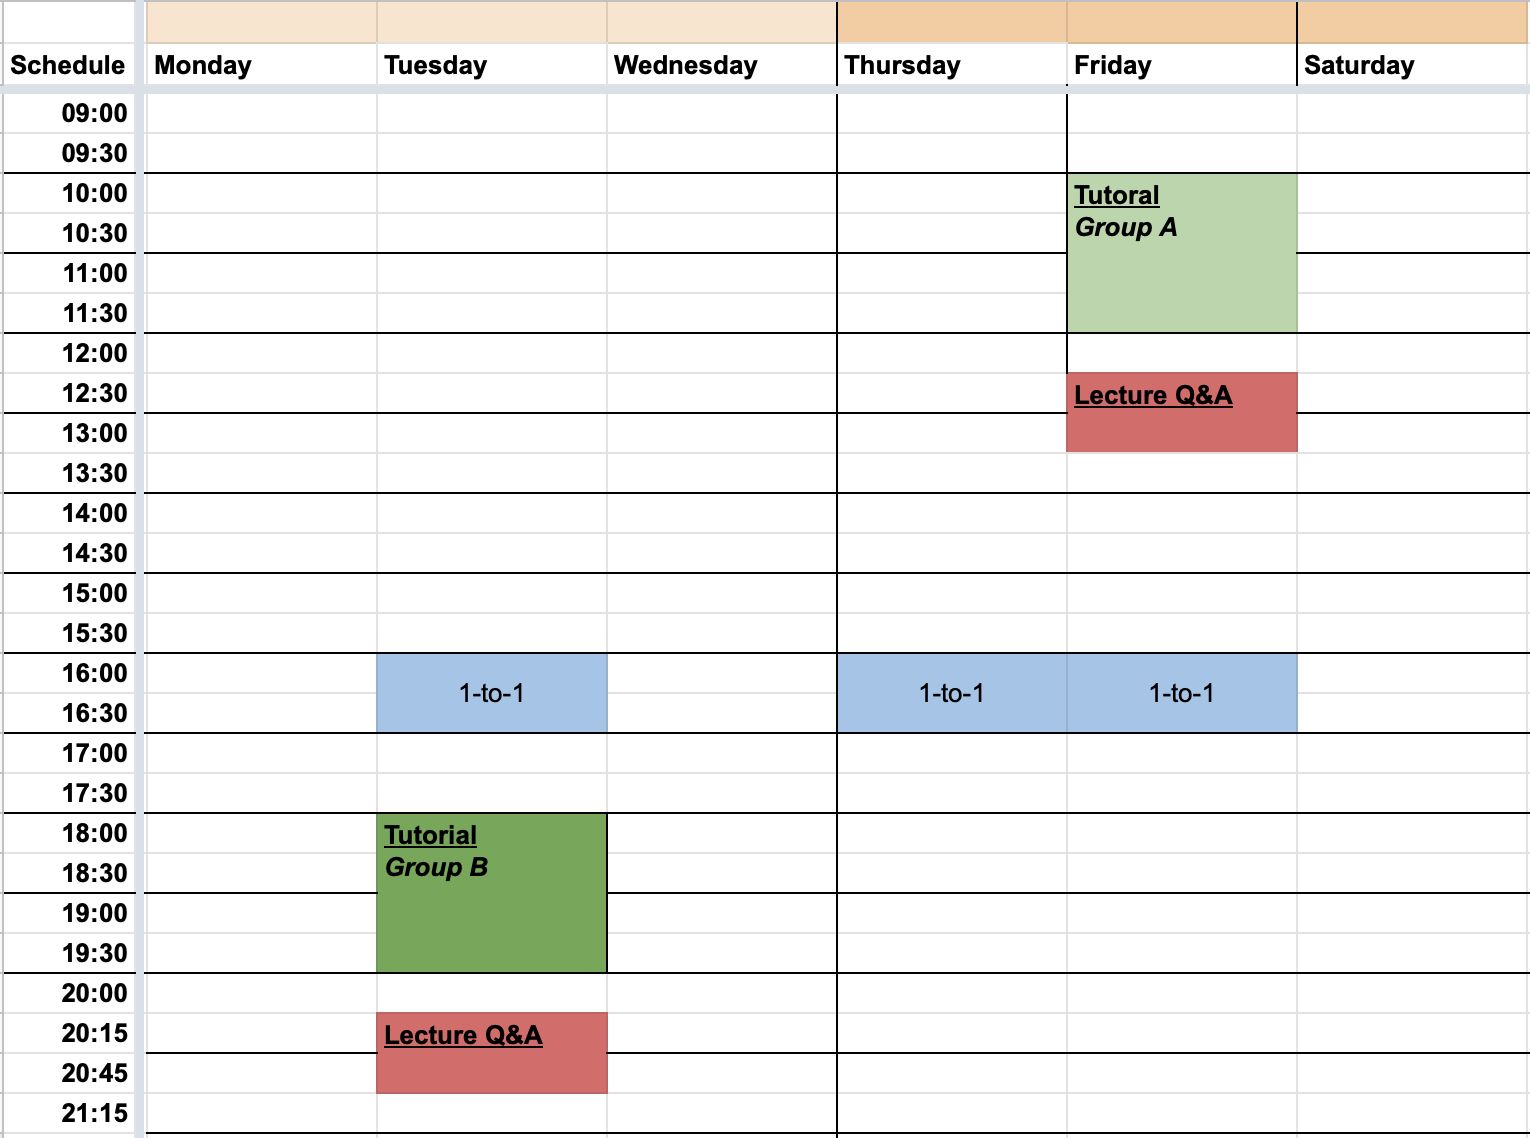 Schedule Monday Tuesday Wednesday Thursday Friday Saturday
09:00
09:30
10:00 Tutoral
10:30 Group A
11:00
11:30
12:00
12:30 Lecture Q&A
13:00
13:30
14:00
14:30
15:00
15:30
16:00
1-to-1 1-to-1 1-to-1
16:30
17:00
17:30
18:00 Tutorial
18:30 Group B
19:00
19:30
20:00
20:15 Lecture Q&A
20:45
21:15